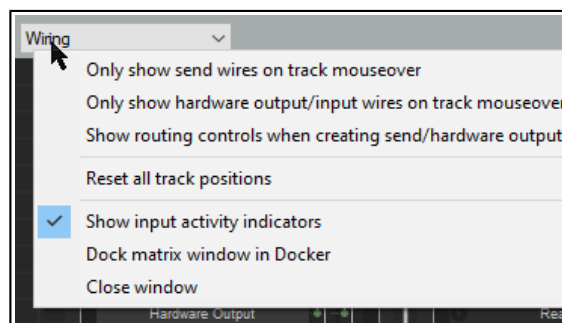 Wiring
Only show send wires on track mouseover
Only show hardware output/input wires on track mouseover
Show routing controls when creating send/hardware output
Reset all track positions
Show input activity indicators
Dock matrix window in Docker
Close window
Hardware Output
Rea